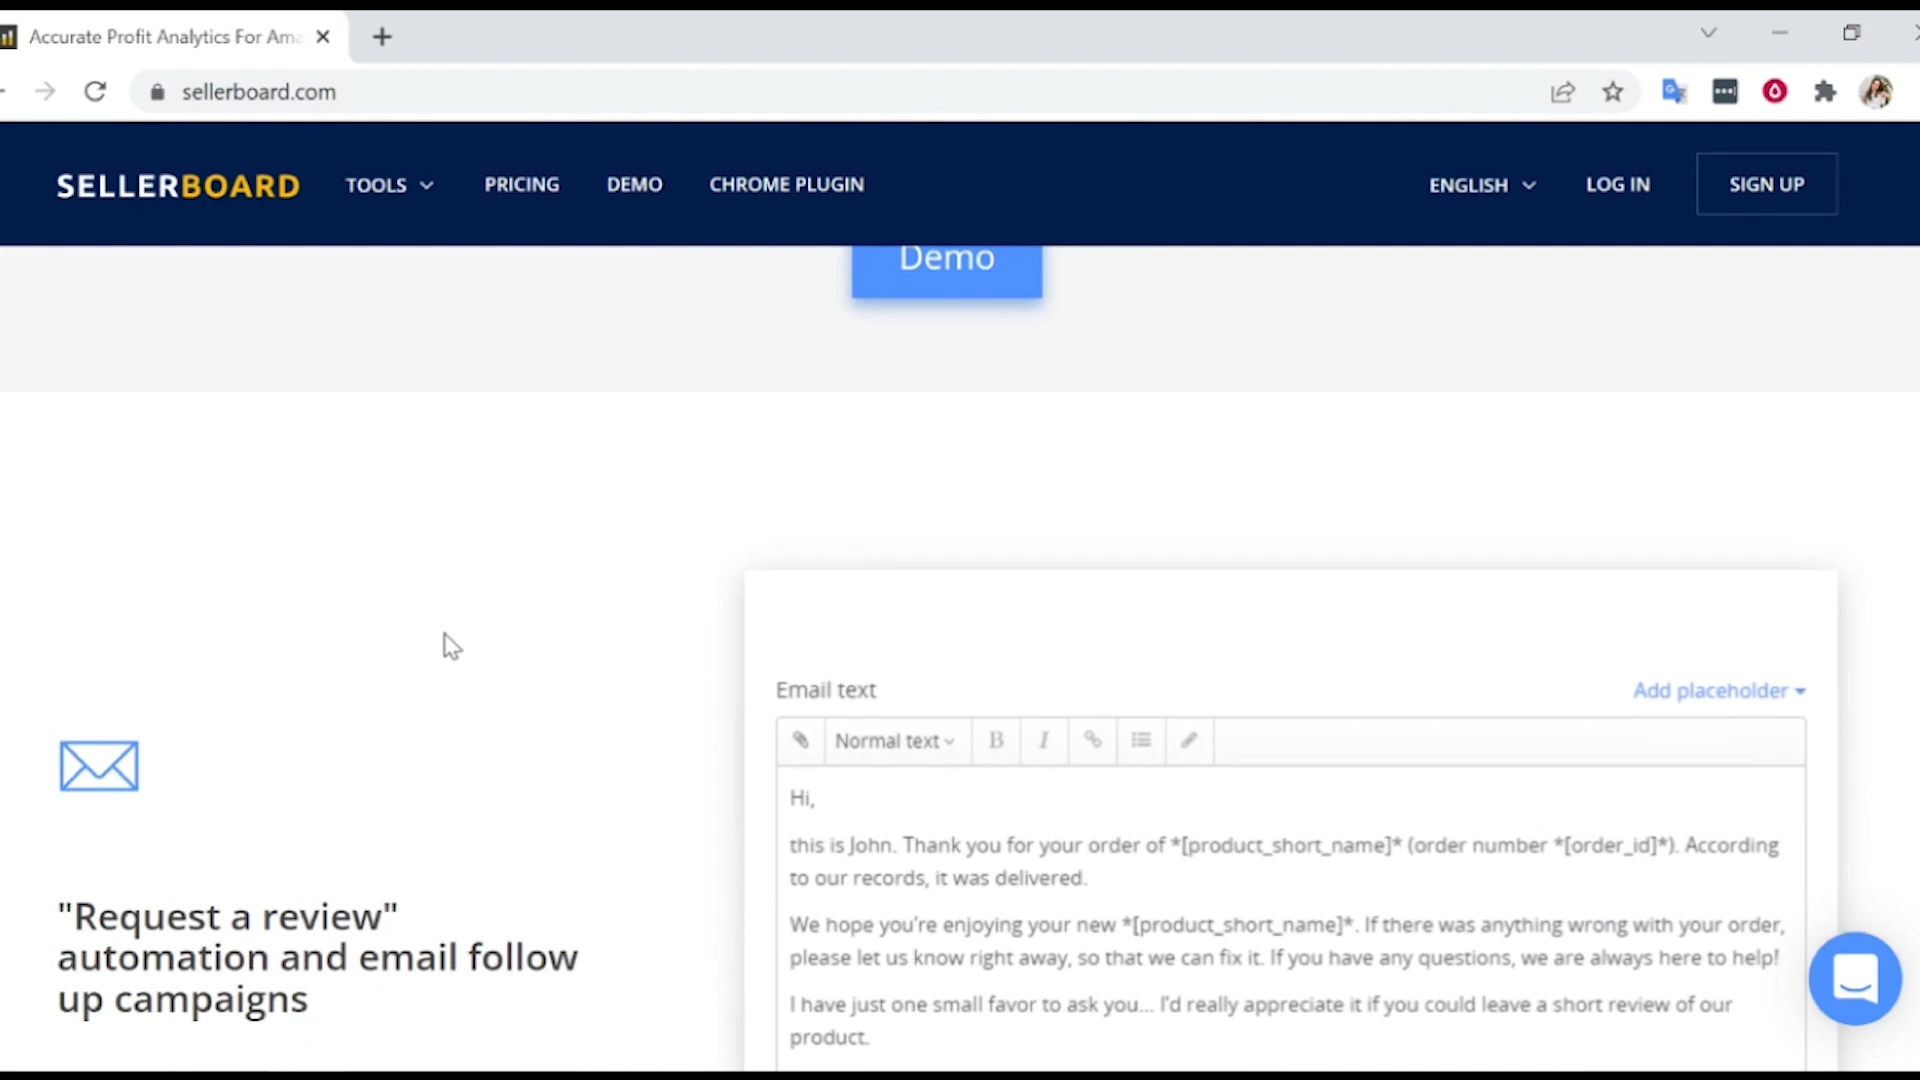 Accurate Profit Analytics For Ama
sellerboard.com
SELLERBOARD
TOOLS
PRICING
DEMO
CHROME PLUGIN
ENGLISH
LOG IN
SIGN UP
Demo
"Request a review"
automation and email follow
up campaigns
Email text
Add placeholder
Normal text
B
I
Hi,
this is John. Thank you for your order of *[product_short_name]* (order number *[order_id]*). According
to our records, it was delivered.
We hope you’re enjoying your new *[product_short_name]*. If there was anything wrong with your order,
please let us know right away, so that we can fix it. If you have any questions, we are always here to help!
I have just one small favor to ask you... I’d really appreciate it if you could leave a short review of our
product.